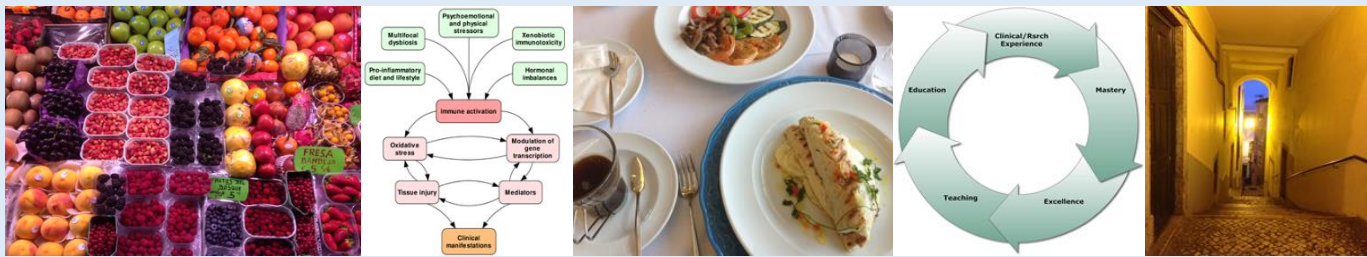 FRESA
Psychoemotional
and physical
stressors
Multifocal
dysbiosis
Xenobiotic
immunotoxicity
Pro-inflammatory
diet and lifestyle
Hormonal
imbalances
Immune activation
Oxidative
stress
Modulation of
gene
transcription
Tissue injury
Mediators
Clinical
manifestations
Clinical/Rsrch
Experience
Mastery
Excellence
Teaching
Education